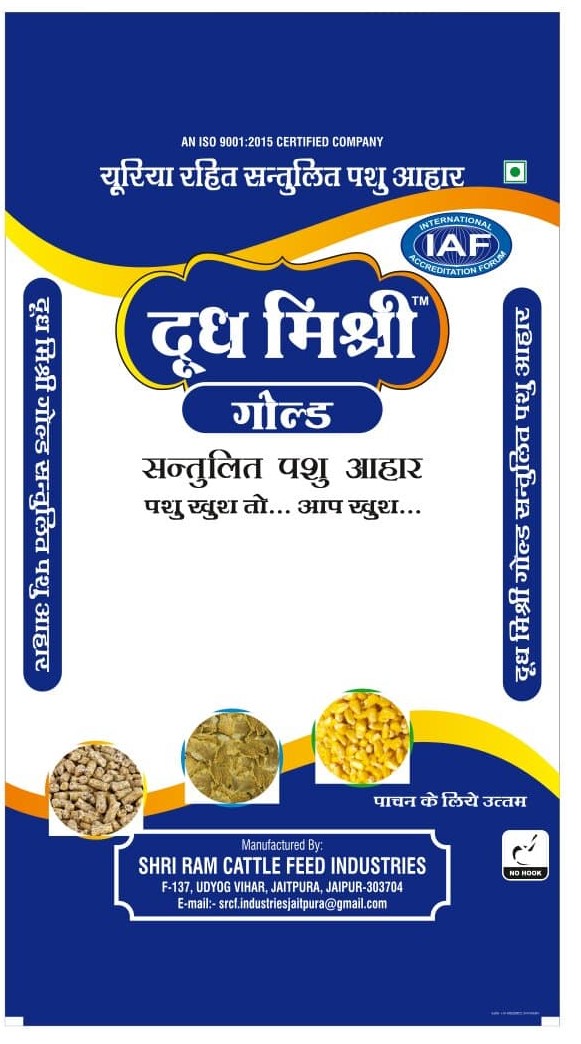 AN ISO 9001:2015 CERTIFIED COMPANY
यूरिया रहित सन्तुलित पशु आहार
INTERNATIONAL
IAF
ACCREDITATION FORUM
दूध मिश्री™
गोल्ड
सन्तुलित पशु आहार
पशु खुश तो... आप खुश...
दूध मिश्री गोल्ड सन्तुलित पशु आहार
दूध मिश्री गोल्ड सन्तुलित पशु आहार
पाचन के लिये उत्तम
Manufactured By:
SHRI RAM CATTLE FEED INDUSTRIES
F-137, UDYOG VIHAR, JAITPURA, JAIPUR-303704
E-mail:- srcf.industriesjaitpura@gmail.com
NO HOOK